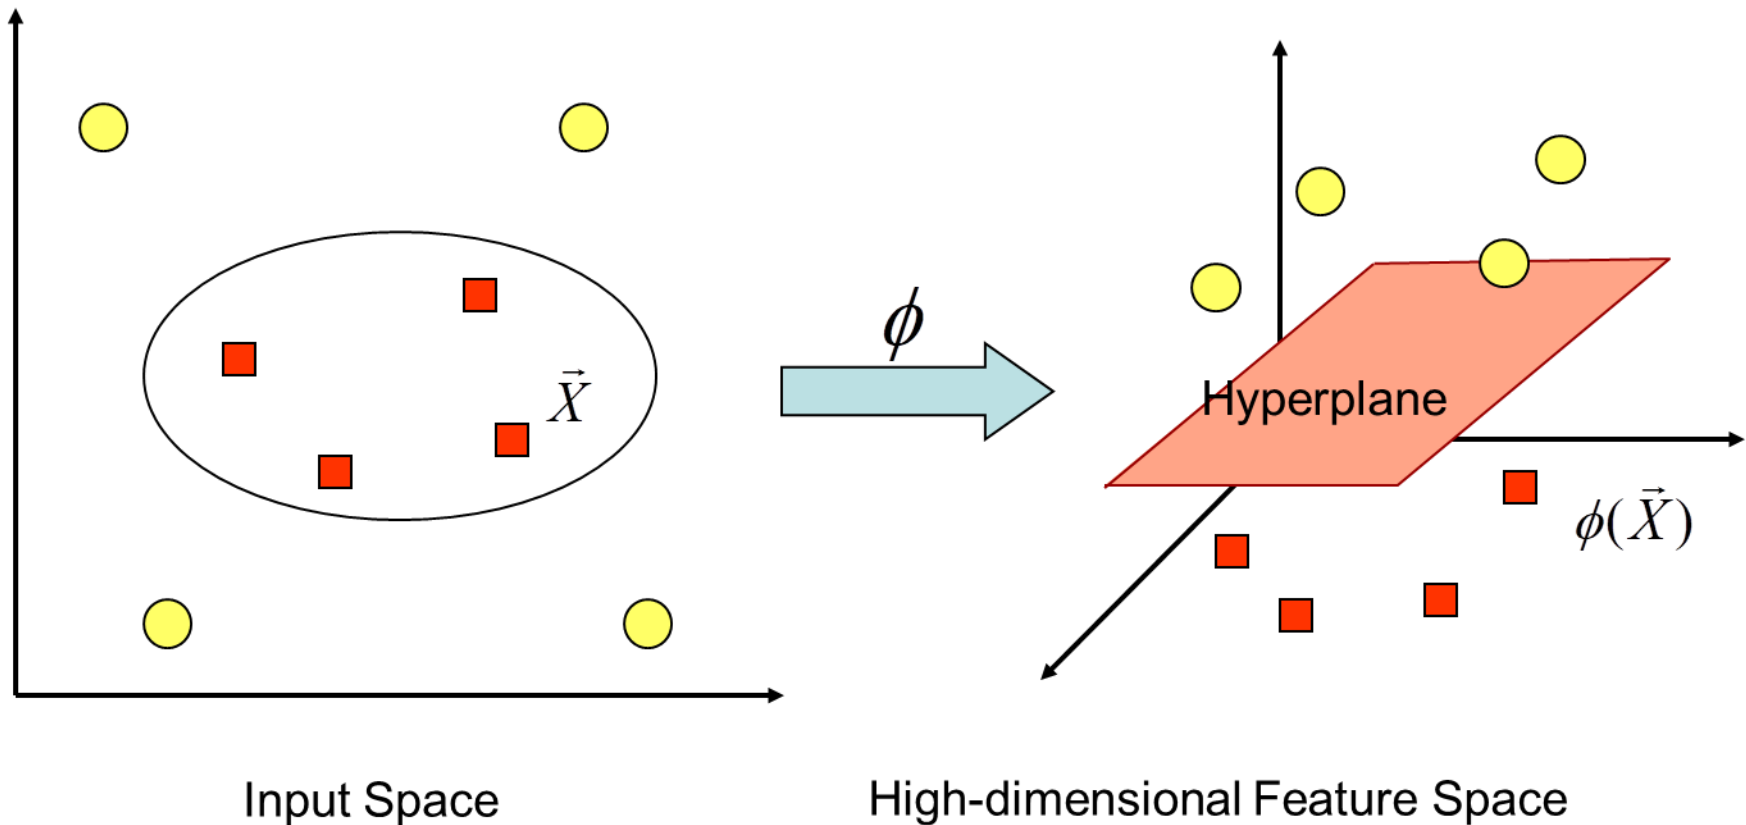 ϕ
X⃗
Hyperplane
ϕ(X⃗)
Input Space
High-dimensional Feature Space